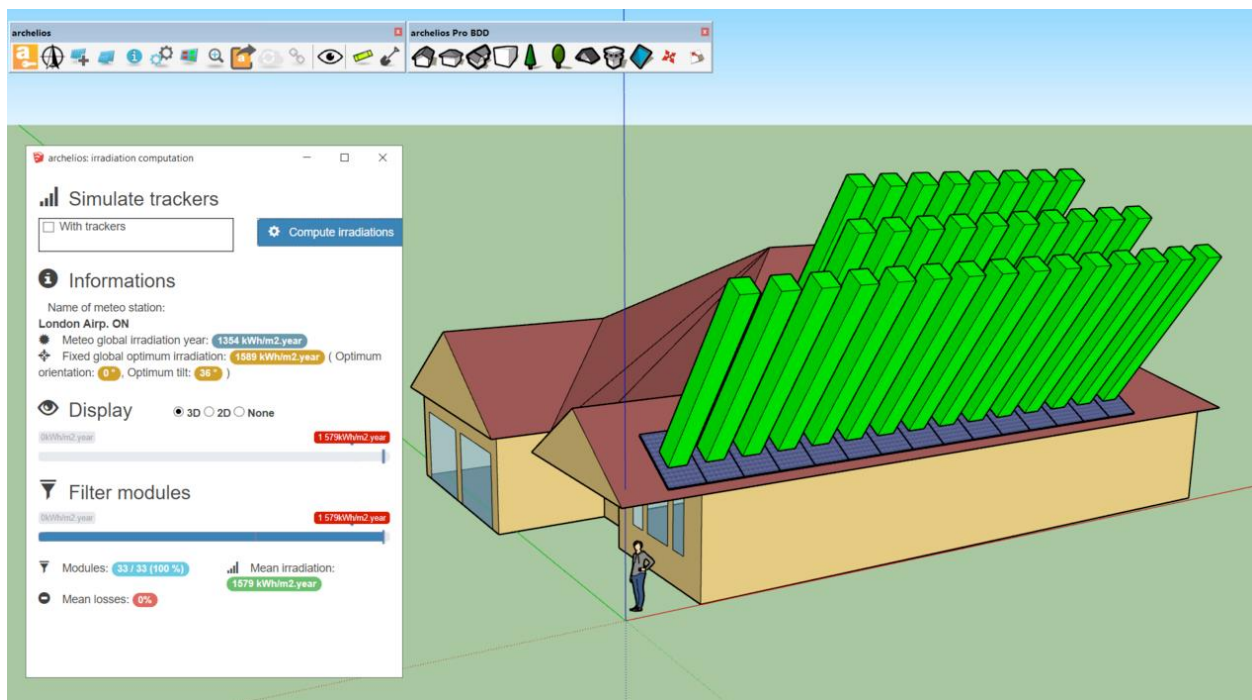 archelios
archelios Pro BDD
a
archelios: irradiation computation
Simulate trackers
With trackers
Compute irradiations
Informations
Name of meteo station:
London Airp. ON
Meteo global irradiation year: 1354 kWh/m2.year
Fixed global optimum irradiation: 1589 kWh/m2.year ( Optimum
orientation: 0 °, Optimum tilt: 36 ° )
Display 3D 2D None
0kWh/m2.year 1 579kWh/m2.year
Filter modules
0kWh/m2.year 1 579kWh/m2.year
Modules: 33 / 33 (100 %) Mean irradiation:
1579 kWh/m2.year
Mean losses: 0%